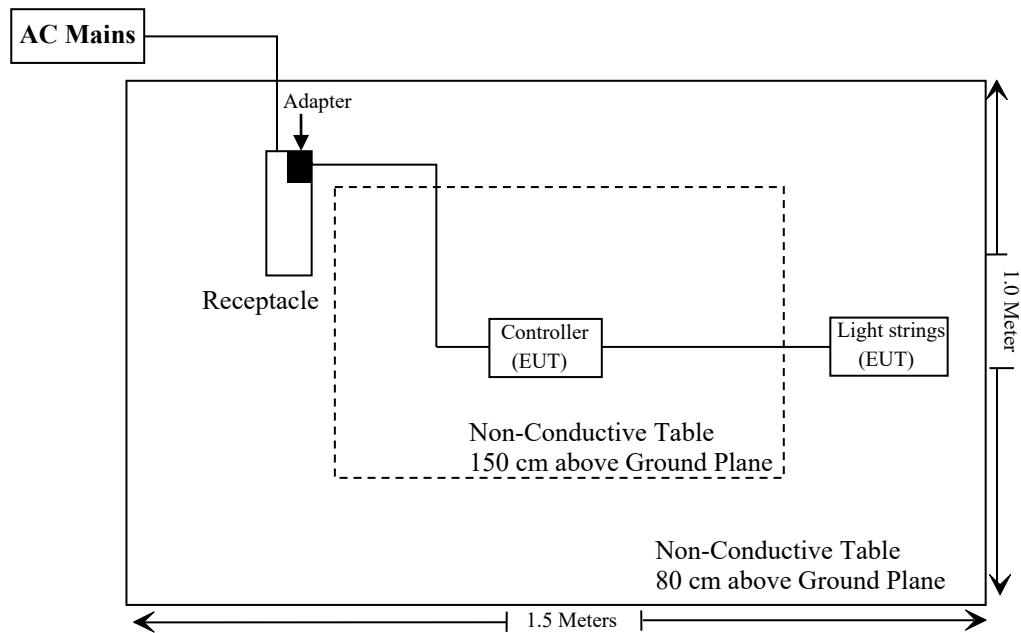 AC Mains
Adapter
Receptacle
Controller
(EUT)
Light strings
(EUT)
1.0 Meter
Non-Conductive Table
150 cm above Ground Plane
Non-Conductive Table
80 cm above Ground Plane
1.5 Meters